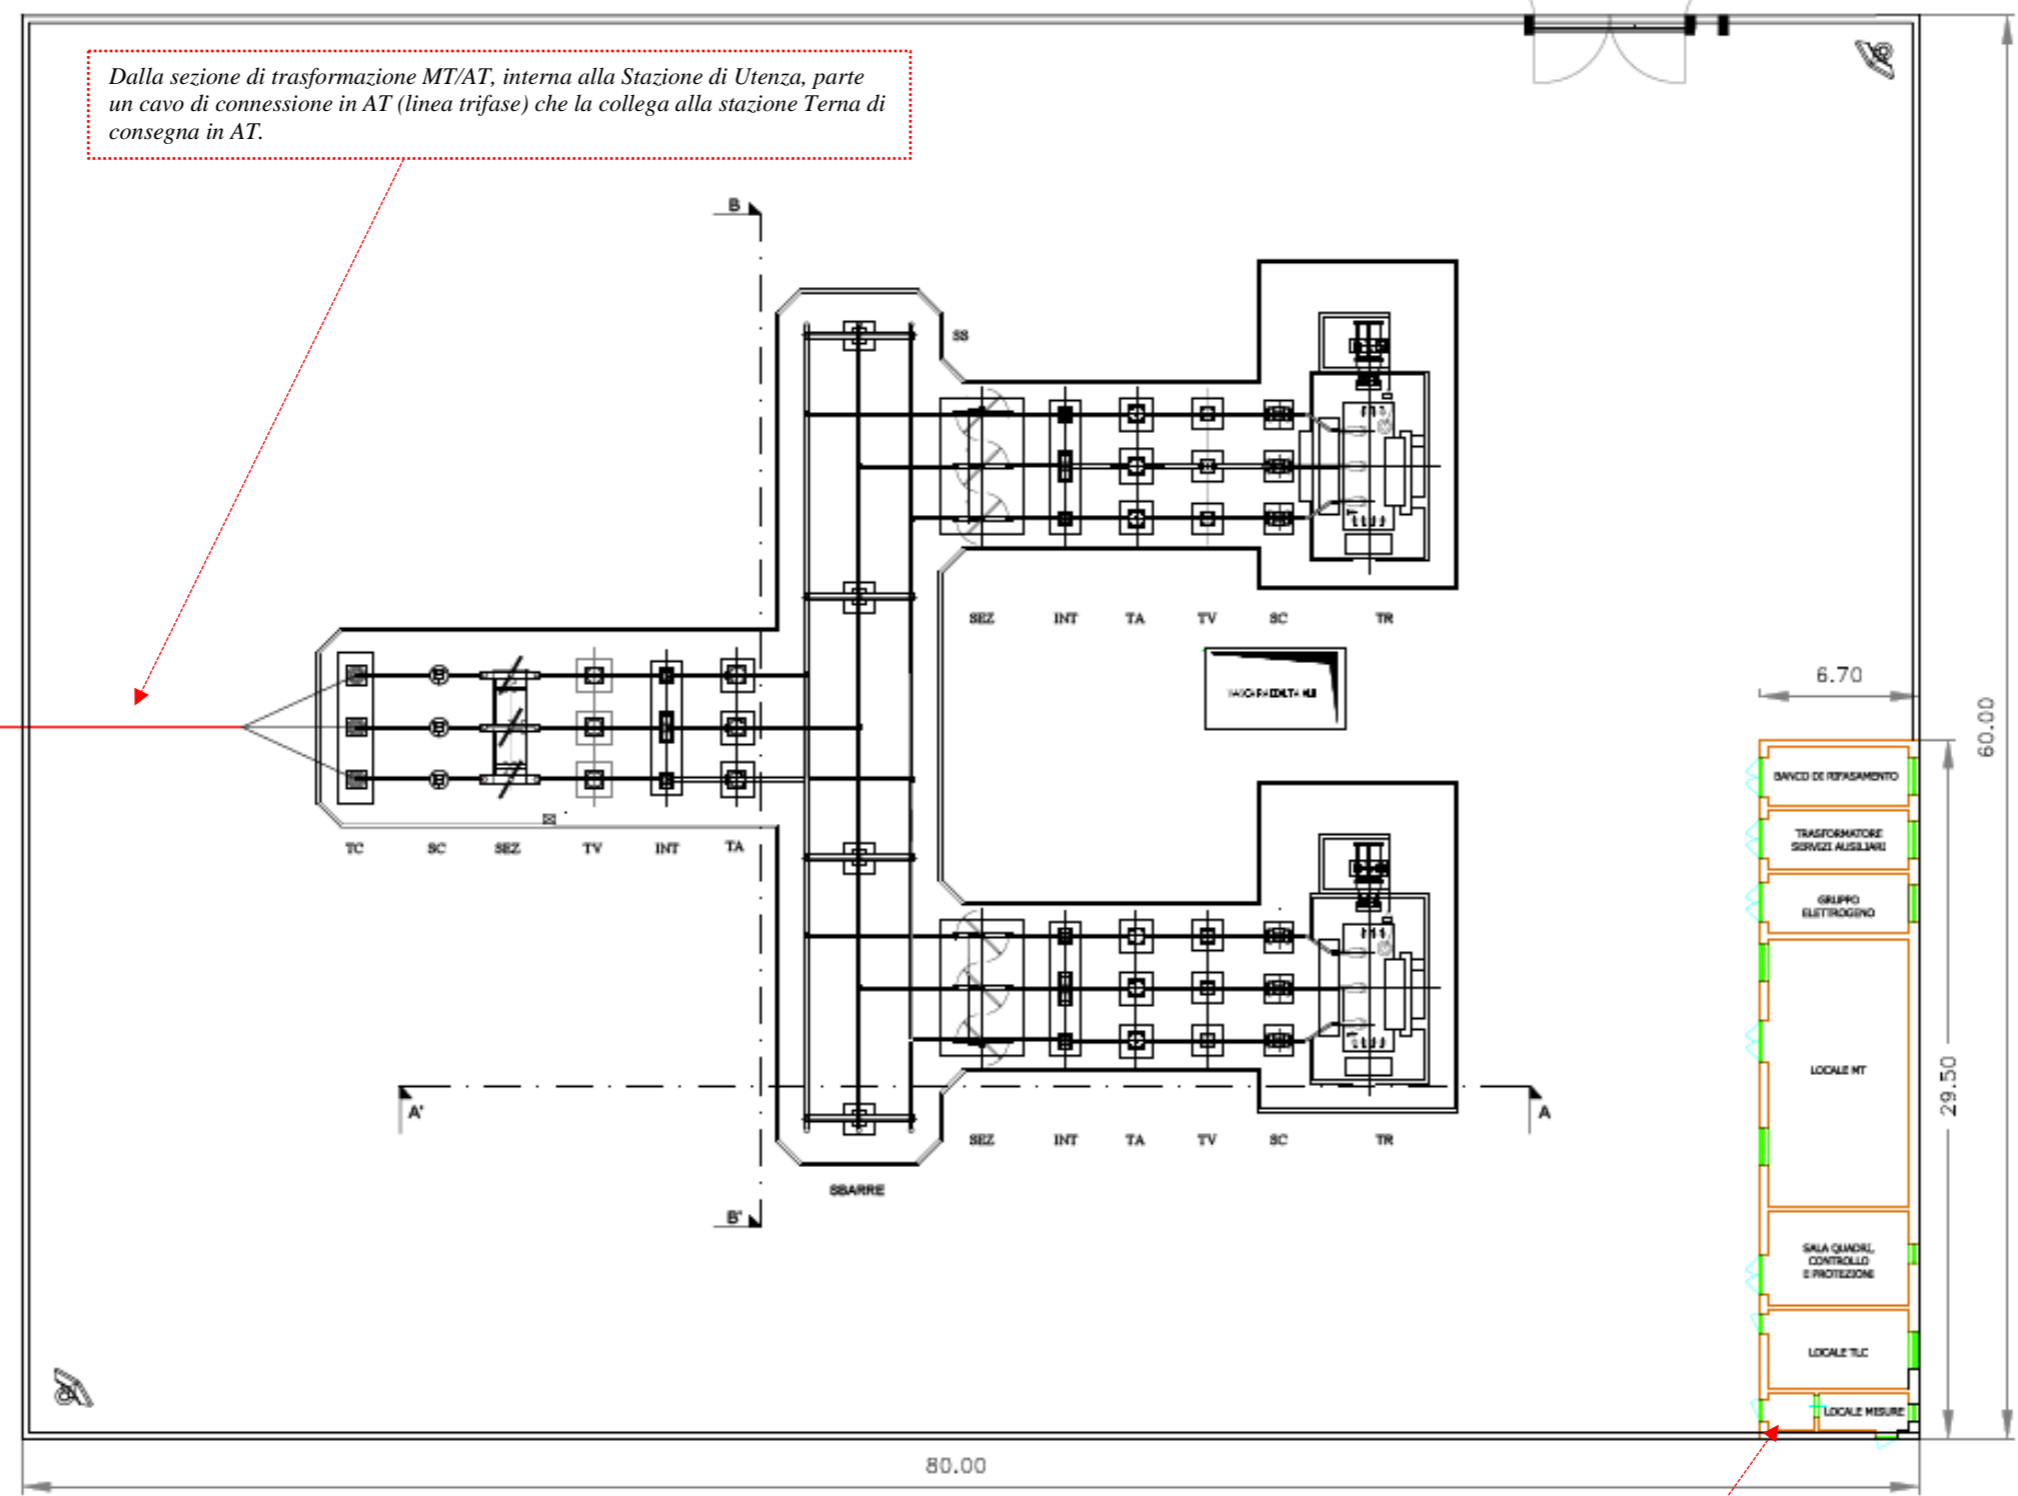 Dalla sezione di trasformazione MT/AT, interna alla Stazione di Utenza, parte
un cavo di connessione in AT (linea trifase) che la collega alla stazione Terna di
consegna in AT.
B
SS
SEZ INT TA TV SC TR
6.70
60.00
BANCO DI RIFASAMENTO
TRASFORMATORE
SERVIZI AUSILIARI
TC SC SEZ TV INT TA
GRUPPO
ELETTROGENO
LOCALE MT
29.50
A' A
SEZ INT TA TV SC TR
SBARRE
B'
SALA QUADRI,
CONTROLLO
E PROTEZIONI
LOCALE TLC
LOCALE MISURE
80.00